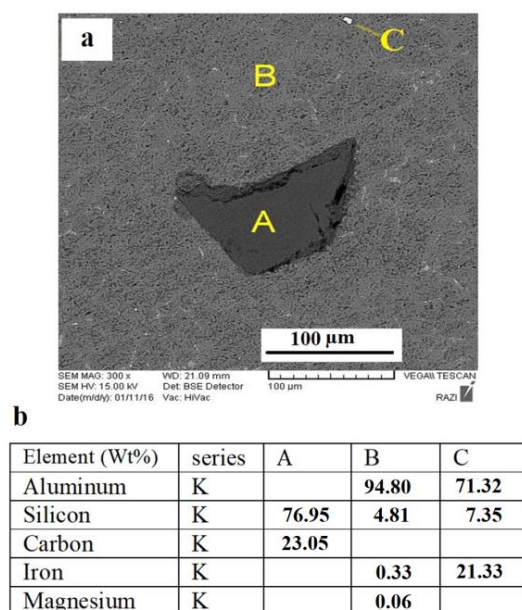 a
C
B
A
100 µm
SEM MAG: 300 x WD: 21.09 mm VEGA\\ TESCAN
SEM HV: 15.00 kV Det: BSE Detector 100 µm
Date(m/d/y): 01/11/16 Vac: HiVac RAZI
b
Element (Wt%) series A B C
Aluminum K 94.80 71.32
Silicon K 76.95 4.81 7.35
Carbon K 23.05
Iron K 0.33 21.33
Magnesium K 0.06